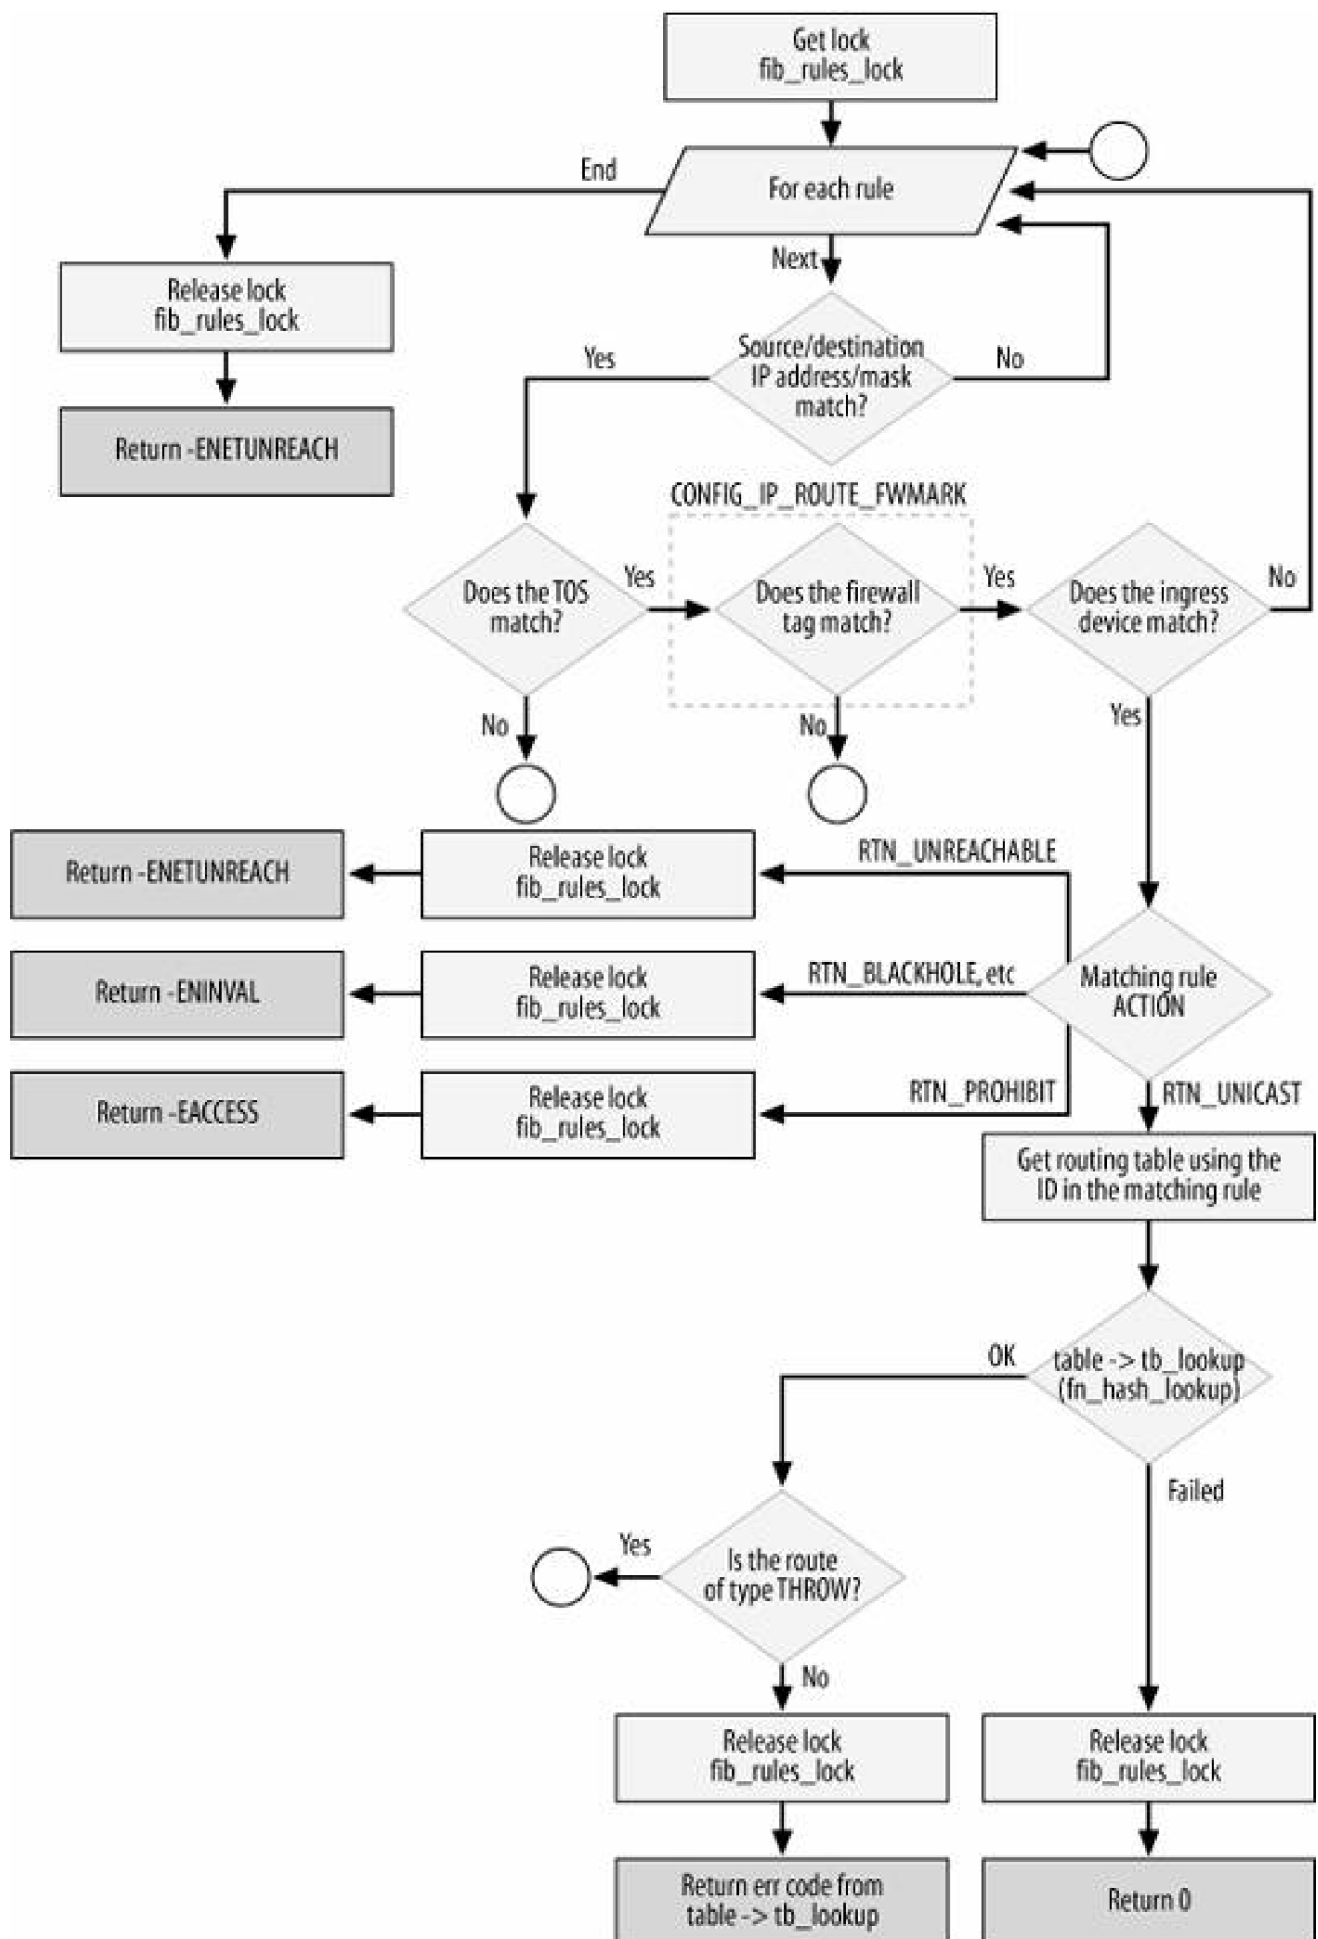 Get lock
fib_rules_lock
End
For each rule
Next
Release lock
fib_rules_lock
Source/destination
IP address/mask
match?
Yes
No
Return -ENETUNREACH
CONFIG_IP_ROUTE_FWMARK
Does the TOS
match?
Yes
Does the firewall
tag match?
Yes
Does the ingress
device match?
No
No
No
Yes
Return -ENETUNREACH
Release lock
fib_rules_lock
RTN_UNREACHABLE
Return -ENINVAL
Release lock
fib_rules_lock
RTN_BLACKHOLE, etc
Matching rule
ACTION
Return -EACCESS
Release lock
fib_rules_lock
RTN_PROHIBIT
RTN_UNICAST
Get routing table using the
ID in the matching rule
OK
table -> tb_lookup
(fn_hash_lookup)
Failed
Yes
Is the route
of type THROW?
No
Release lock
fib_rules_lock
Release lock
fib_rules_lock
Return err code from
table -> tb_lookup
Return 0